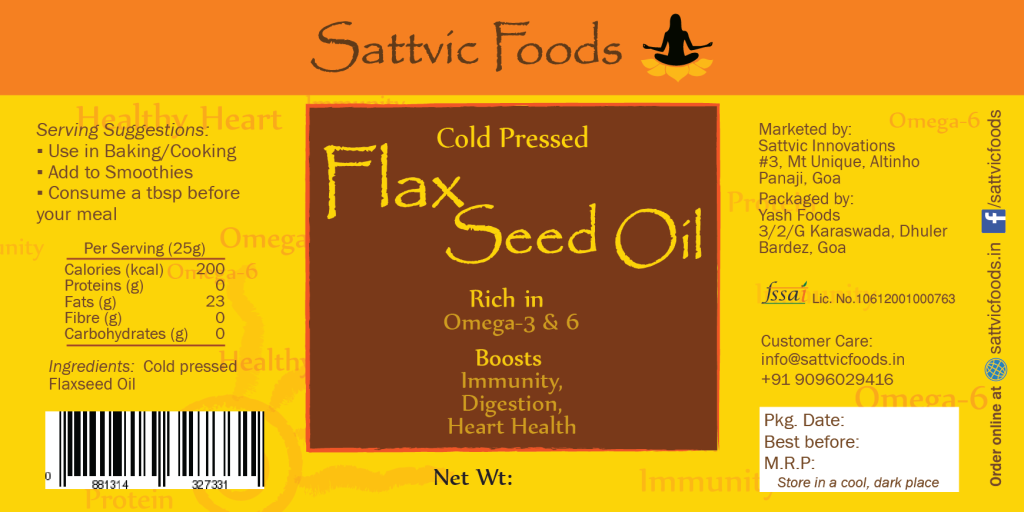 Sattvic Foods
Healthy Heart
Immunity
Serving Suggestions:
▪ Use in Baking/Cooking
▪ Add to Smoothies
▪ Consume a tbsp before
your meal
nity
Omega
Omega-6
Per Serving (25g)
Calories (kcal) 200
Proteins (g) 0
Fats (g) 23
Fibre (g) 0
Carbohydrates (g) 0
Healthy
Ingredients: Cold pressed
Flaxseed Oil
0 881314 327331
Protein
Cold Pressed
Flax
Seed Oil
Rich in
Omega-3 & 6
Boosts
Immunity,
Digestion,
Heart Health
Net Wt:
Immunity
Omega-6
Marketed by:
Sattvic Innovations
#3, Mt Unique, Altinho
Panaji, Goa
Packaged by:
Yash Foods
3/2/G Karaswada, Dhuler
Bardez, Goa
fssai Lic. No.10612001000763
Customer Care:
info@sattvicfoods.in
+91 9096029416
Omega-6
Pkg. Date:
Best before:
M.R.P:
Store in a cool, dark place
Order online at sattvicfoods.in f/sattvicfoods